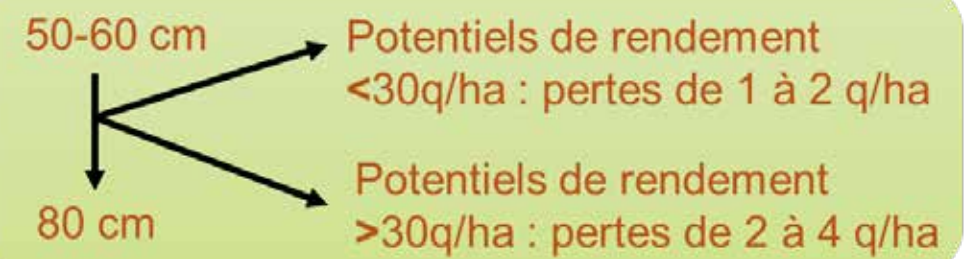 50-60 cm
Potentiels de rendement
<30q/ha : pertes de 1 à 2 q/ha
80 cm
Potentiels de rendement
>30q/ha : pertes de 2 à 4 q/ha